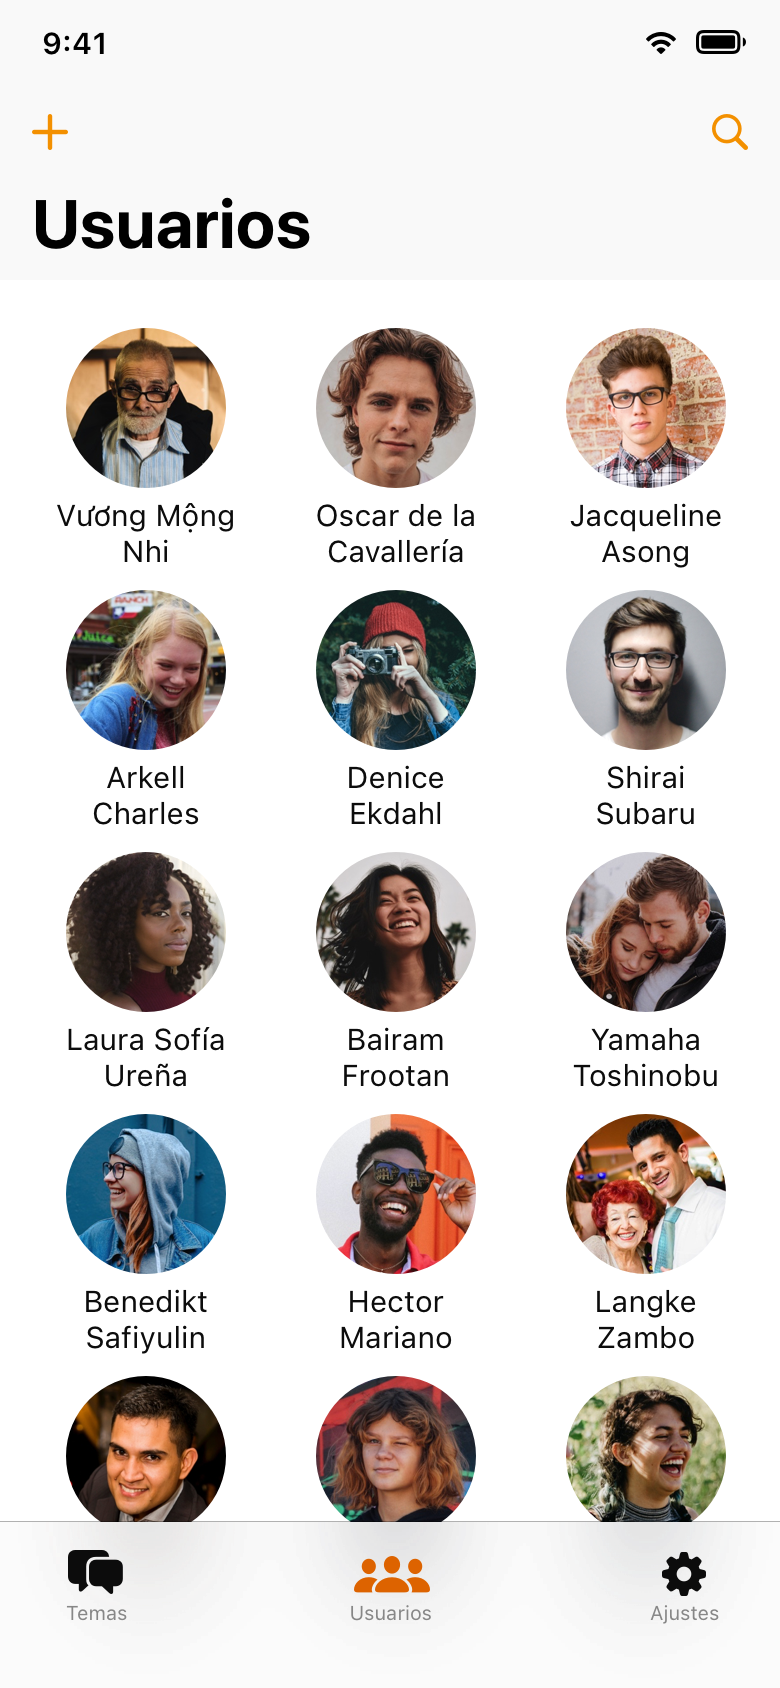 9:41
Usuarios
Vương Mộng
Nhi
Oscar de la
Cavallería
Jacqueline
Asong
RANCH
Arkell
Charles
Denice
Ekdahl
Shirai
Subaru
Laura Sofía
Ureña
Bairam
Frootan
Yamaha
Toshinobu
Benedikt
Safiyulin
Hector
Mariano
Langke
Zambo
Temas
Usuarios
Ajustes